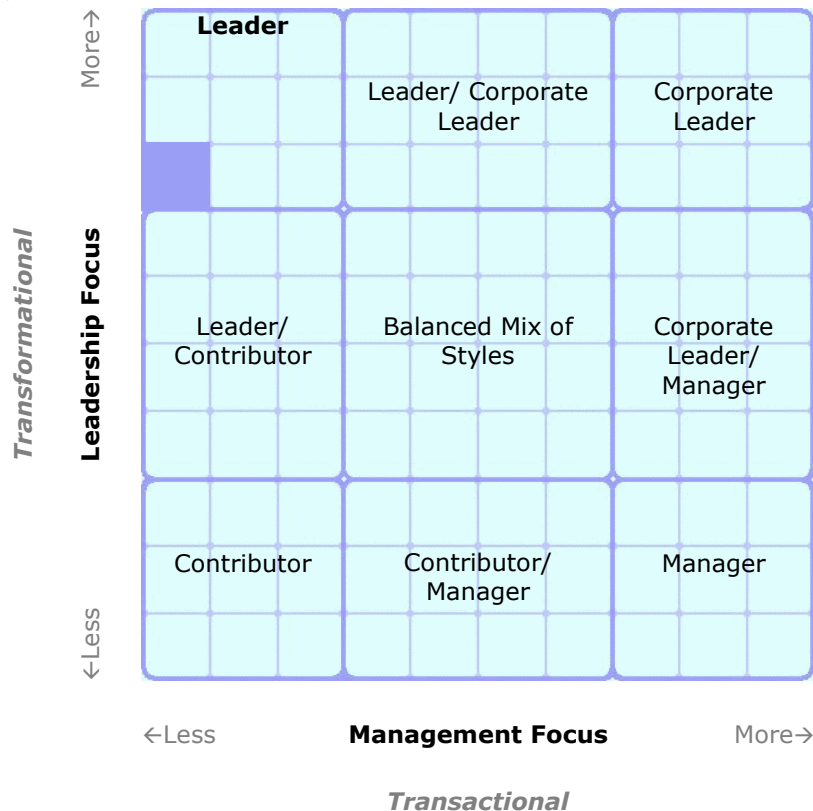 More→
Leader
Leader/ Corporate
Leader
Corporate
Leader
Transformational
Leadership Focus
Leader/
Contributor
Balanced Mix of
Styles
Corporate
Leader/
Manager
Contributor
Contributor/
Manager
Manager
←Less
←Less
Management Focus
More→
Transactional